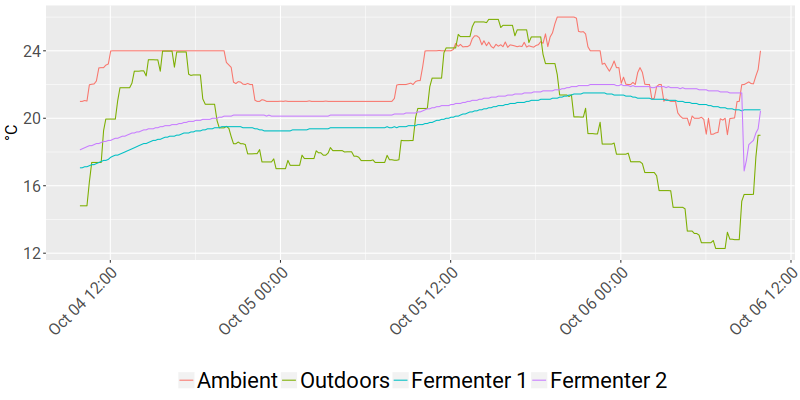 °C
24
20
16
12
Oct 04 12:00
Oct 05 00:00
Oct 05 12:00
Oct 06 00:00
Oct 06 12:00
Ambient Outdoors Fermenter 1 Fermenter 2